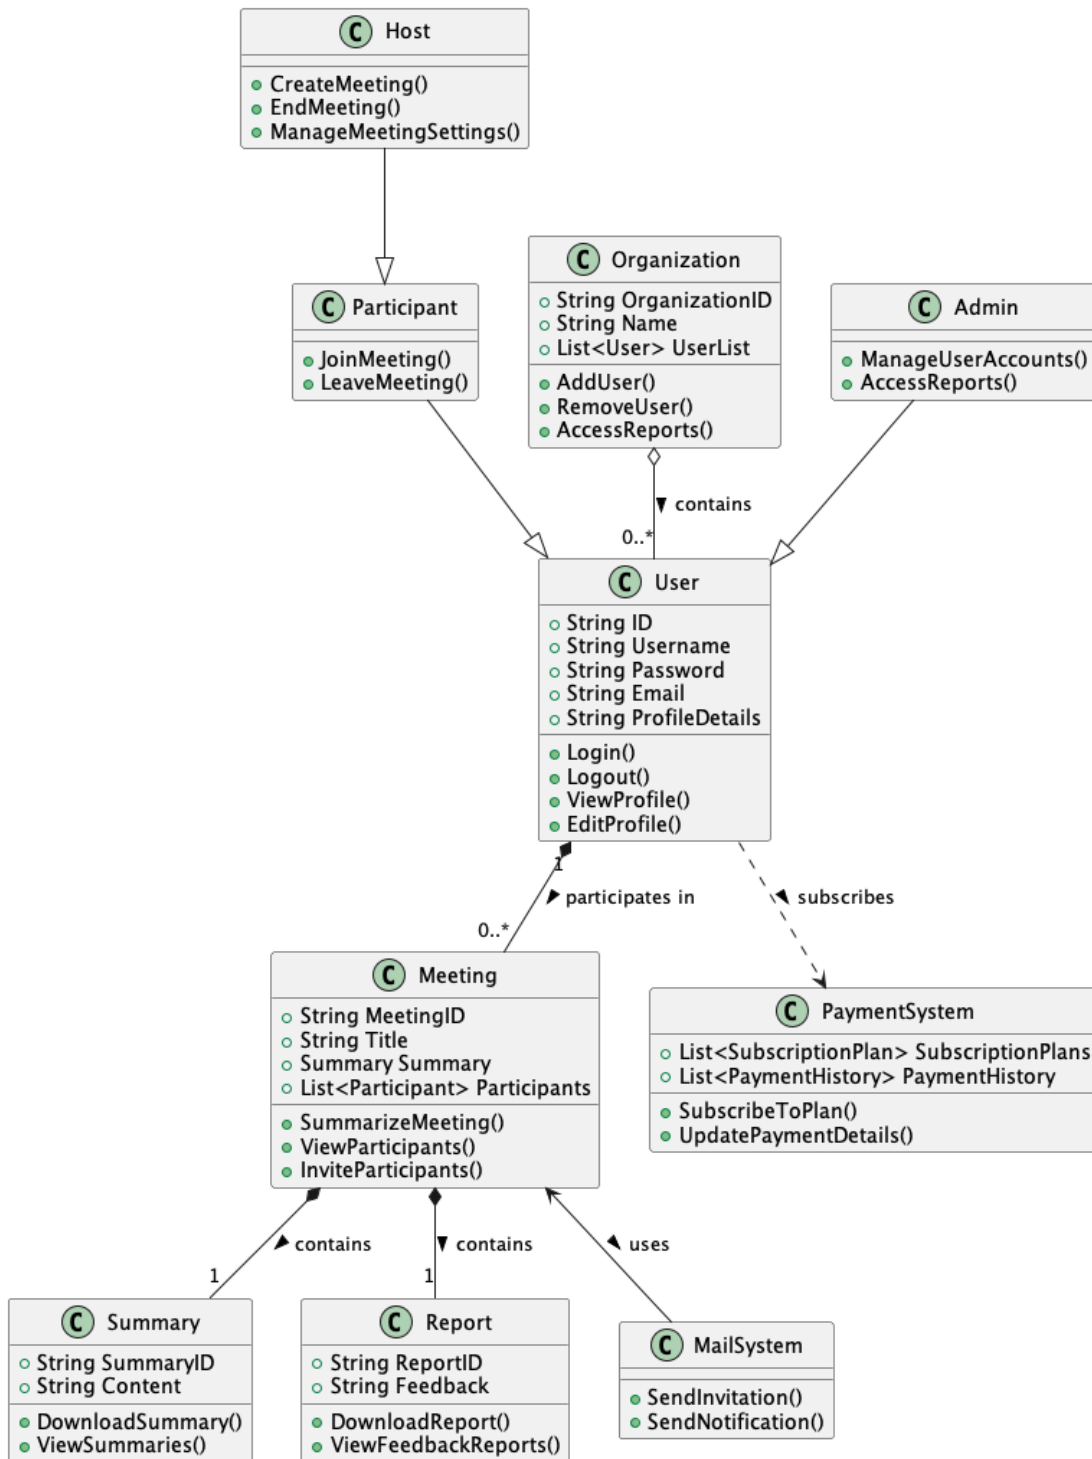 C Host
CreateMeeting()
EndMeeting()
ManageMeetingSettings()
C Participant
JoinMeeting()
LeaveMeeting()
C Organization
String OrganizationID
String Name
List<User> UserList
AddUser()
RemoveUser()
AccessReports()
C Admin
ManageUserAccounts()
AccessReports()
contains
0..*
C User
String ID
String Username
String Password
String Email
String ProfileDetails
Login()
Logout()
ViewProfile()
EditProfile()
1
participates in
0..*
subscribes
C Meeting
String MeetingID
String Title
Summary Summary
List<Participant> Participants
SummarizeMeeting()
ViewParticipants()
InviteParticipants()
C PaymentSystem
List<SubscriptionPlan> SubscriptionPlans
List<PaymentHistory> PaymentHistory
SubscribeToPlan()
UpdatePaymentDetails()
contains
1
contains
1
uses
C Summary
String SummaryID
String Content
DownloadSummary()
ViewSummaries()
C Report
String ReportID
String Feedback
DownloadReport()
ViewFeedbackReports()
C MailSystem
SendInvitation()
SendNotification()